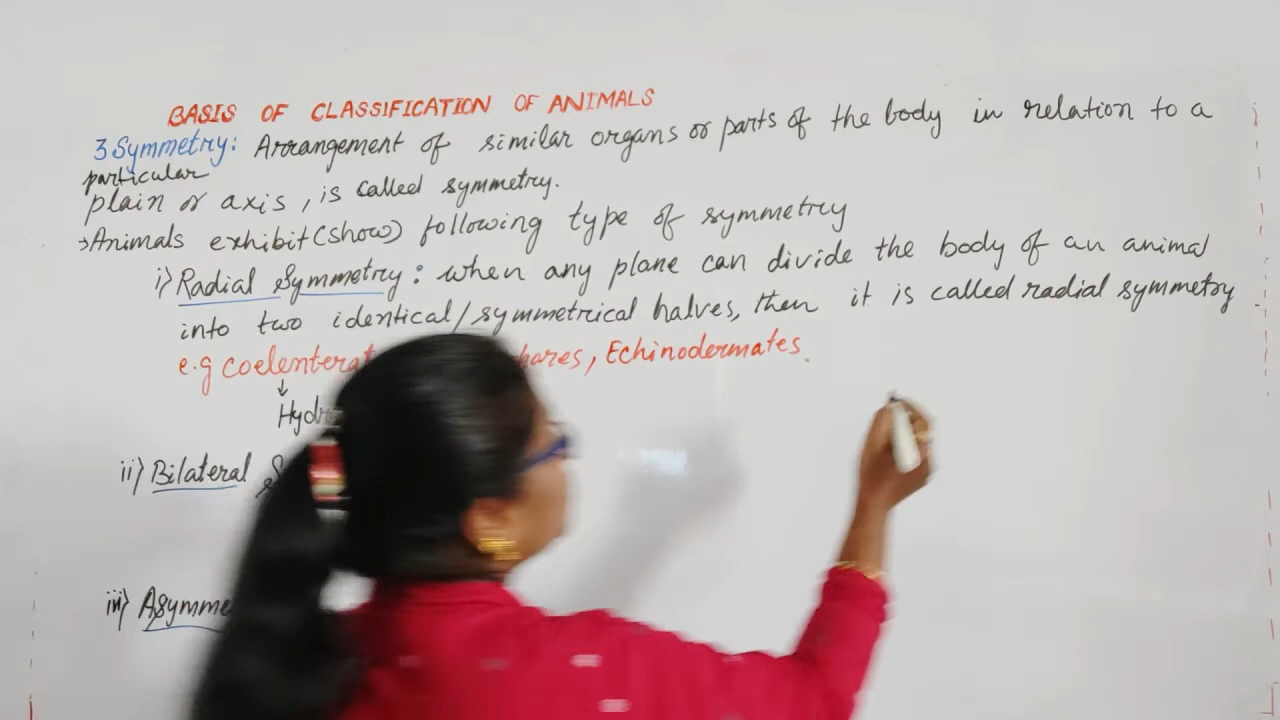 BASIS OF CLASSIFICATION OF ANIMALS
3 Symmetry: Arrangement of similar organs or parts of the body in relation to a
particular
plain or axis, is called symmetry.
→Animals exhibit(show) following type of symmetry
i) Radial Symmetry: when any plane can divide the body of an animal
into two identical/symmetrical halves, then it is called radial symmetry
e.g , Echinodermates
↓
ii) Bilateral
iii)